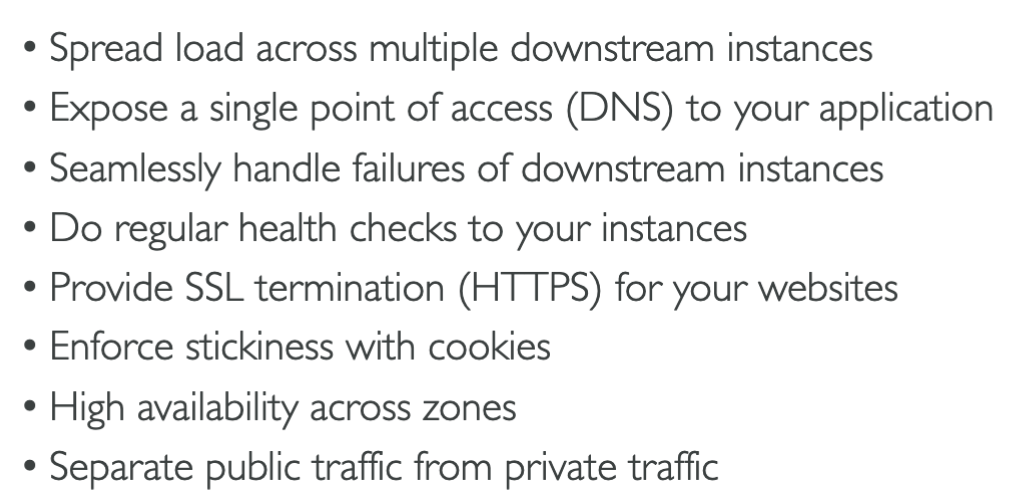 • Spread load across multiple downstream instances
• Expose a single point of access (DNS) to your application
• Seamlessly handle failures of downstream instances
• Do regular health checks to your instances
• Provide SSL termination (HTTPS) for your websites
• Enforce stickiness with cookies
• High availability across zones
• Separate public traffic from private traffic